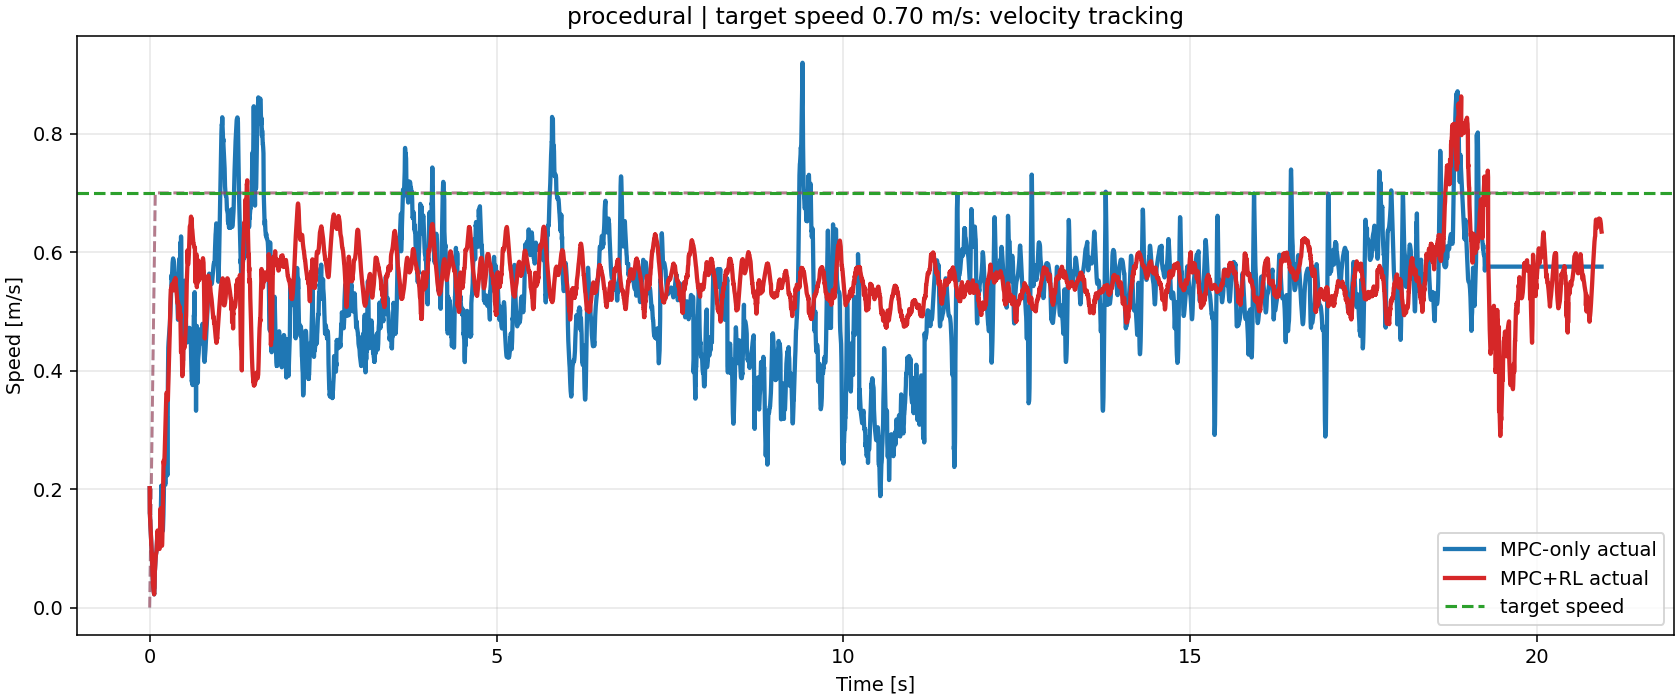 procedural | target speed 0.70 m/s: velocity tracking
Speed [m/s]
0.8
0.6
0.4
0.2
0.0
0
5
10
15
20
Time [s]
MPC-only actual
MPC+RL actual
target speed